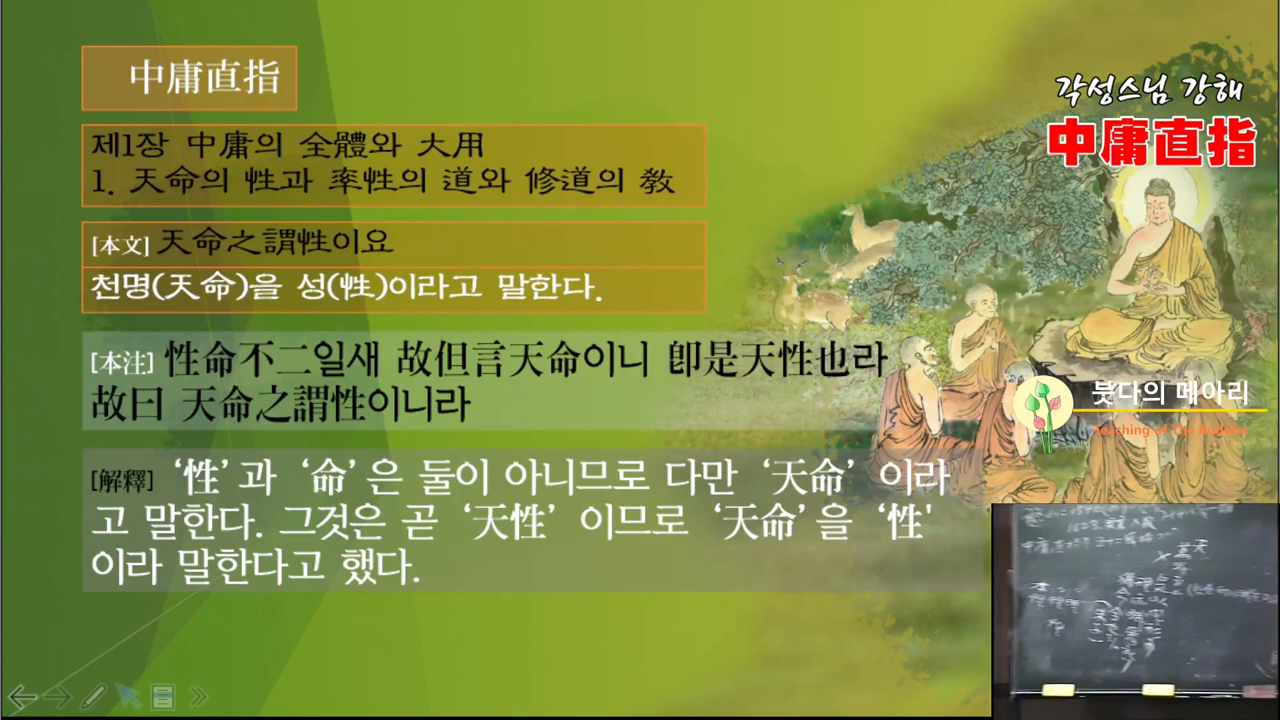 中庸直指
제1장 中庸의 全體와 大用
1. 天命의 性과 率性의 道와 修道의 敎
[本文] 天命之謂性이요
천명(天命)을 성(性)이라고 말한다.
[本注] 性命不二일새 故但言天命이니 卽是天性也라
故曰 天命之謂性이니라
[解釋] ‘性’과 ‘命’은 둘이 아니므로 다만 ‘天命’ 이라
고 말한다. 그것은 곧 ‘天性’ 이므로 ‘天命’을 ‘性'
이라 말한다고 했다.
각성스님 강해
中庸直指
붓다의 메아리
Teaching of The Buddha